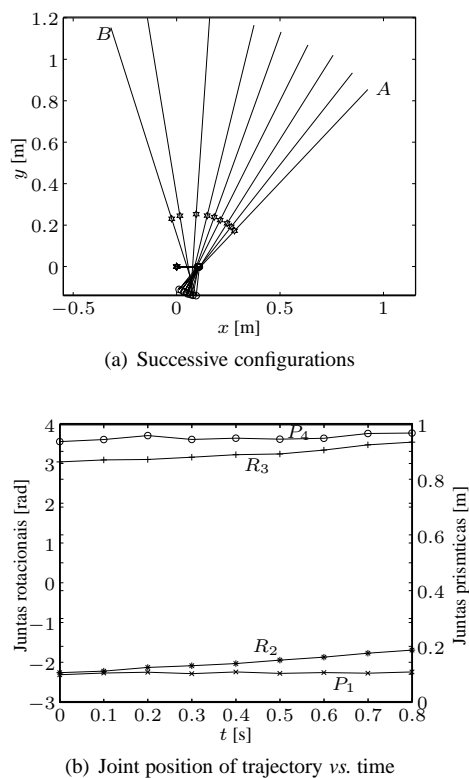 1.2
1
0.8
0.6
0.4
0.2
0
y [m]
B
A
−0.5 0 0.5 1
x [m]
(a) Successive configurations
4
3
2
1
0
−1
−2
−3
Juntas rotacionais [rad]
P4
R3
R2
P1
1
0.8
0.6
0.4
0.2
0
Juntas prismticas [m]
0 0.1 0.2 0.3 0.4 0.5 0.6 0.7 0.8
t [s]
(b) Joint position of trajectory vs. time